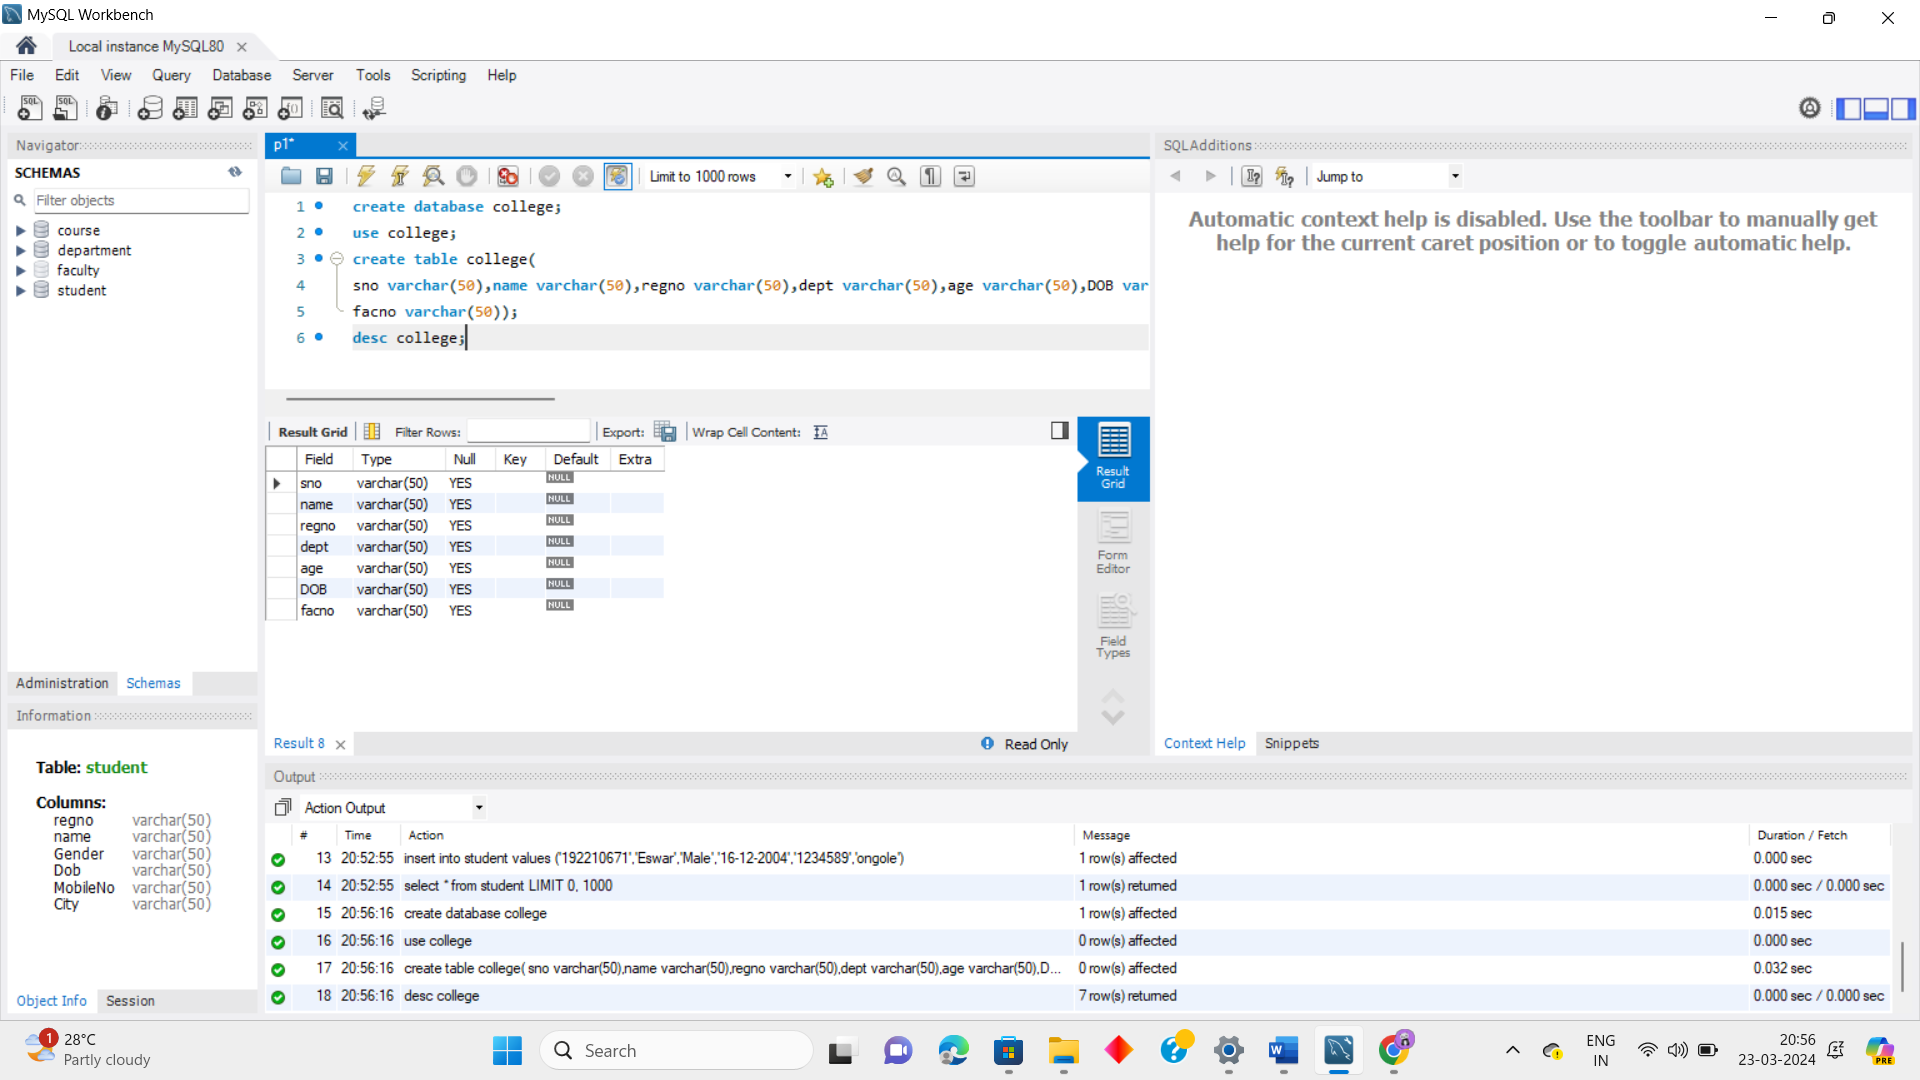 MySQL Workbench
Local instance MySQL80
File Edit View Query Database Server Tools Scripting Help
Navigator
SCHEMAS
Filter objects
course
department
faculty
student
Administration Schemas
Information
Table: student
Columns:
regno varchar(50)
name varchar(50)
Gender varchar(50)
Dob varchar(50)
MobileNo varchar(50)
City varchar(50)
Object Info Session
p1*
Limit to 1000 rows
1 create database college;
2 use college;
3 create table college(
4 sno varchar(50),name varchar(50),regno varchar(50),dept varchar(50),age varchar(50),DOB var
5 facno varchar(50));
6 desc college;
Result Grid Filter Rows: Export: Wrap Cell Content:
Field Type Null Key Default Extra
sno varchar(50) YES NULL
name varchar(50) YES NULL
regno varchar(50) YES NULL
dept varchar(50) YES NULL
age varchar(50) YES NULL
DOB varchar(50) YES NULL
facno varchar(50) YES NULL
Result
Grid
Form
Editor
Field
Types
Result 8
Read Only
SQLAdditions
Jump to
Automatic context help is disabled. Use the toolbar to manually get
help for the current caret position or to toggle automatic help.
Context Help Snippets
Output
Action Output
# Time Action Message Duration / Fetch
13 20:52:55 insert into student values ('192210671','Eswar','Male','16-12-2004','1234589','ongole') 1 row(s) affected 0.000 sec
14 20:52:55 select * from student LIMIT 0, 1000 1 row(s) returned 0.000 sec / 0.000 sec
15 20:56:16 create database college 1 row(s) affected 0.015 sec
16 20:56:16 use college 0 row(s) affected 0.000 sec
17 20:56:16 create table college( sno varchar(50),name varchar(50),regno varchar(50),dept varchar(50),age varchar(50),D... 0 row(s) affected 0.032 sec
18 20:56:16 desc college 7 row(s) returned 0.000 sec / 0.000 sec
1
28°C
Partly cloudy
Search
ENG
IN
20:56
23-03-2024
PRE